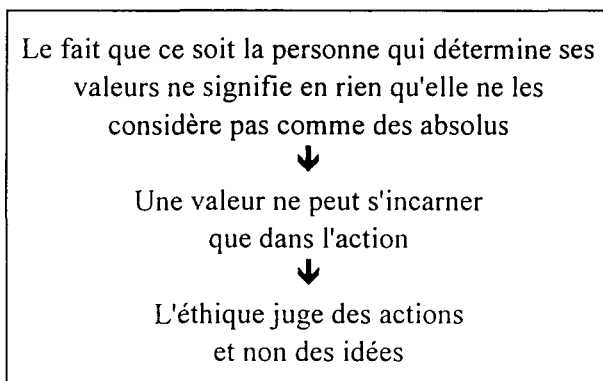 Le fait que ce soit la personne qui détermine ses
valeurs ne signifie en rien qu'elle ne les
considère pas comme des absolus
↓
Une valeur ne peut s'incarner
que dans l'action
↓
L'éthique juge des actions
et non des idées